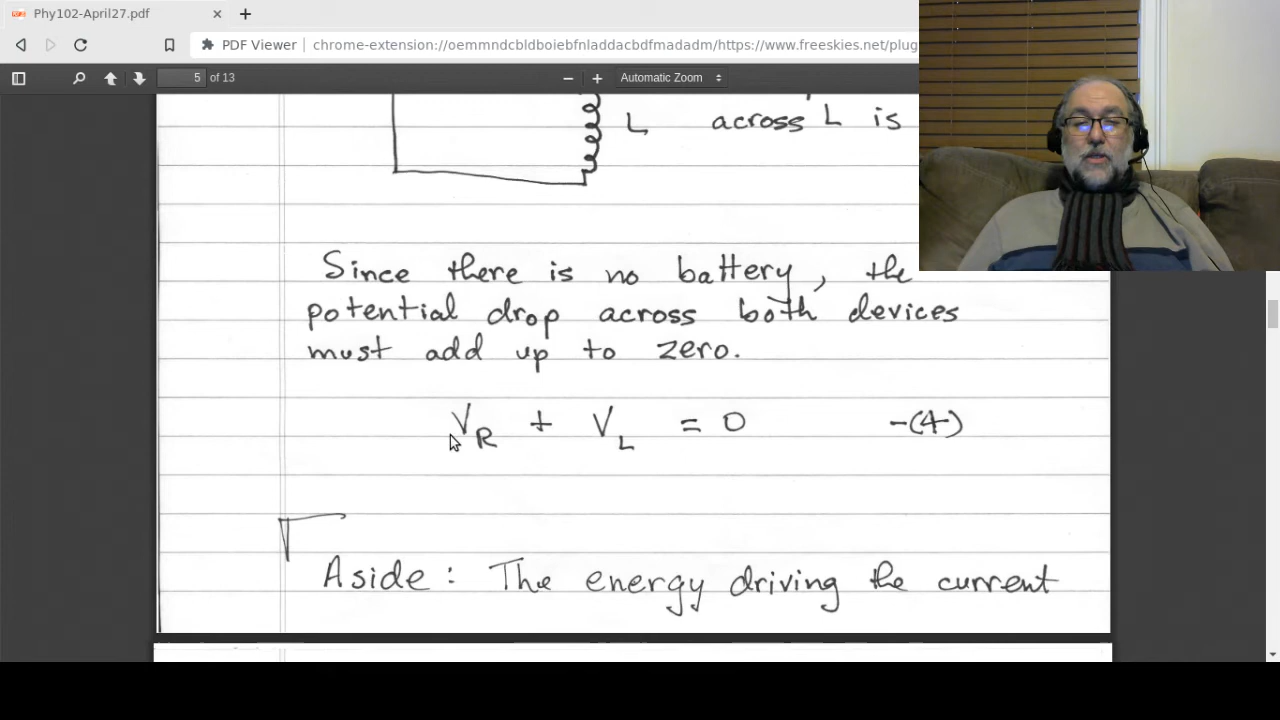 Phy102-April27.pdf
PDF Viewer
chrome-extension://oemmndcbldboiebfnladdacbdfmadadm/https://www.freeskies.net/plug
5 of 13
Automatic Zoom
L across L is
Since there is no battery, the
potential drop across both devices
must add up to zero.
VR + VL = 0 -(4)
Aside: The energy driving the current